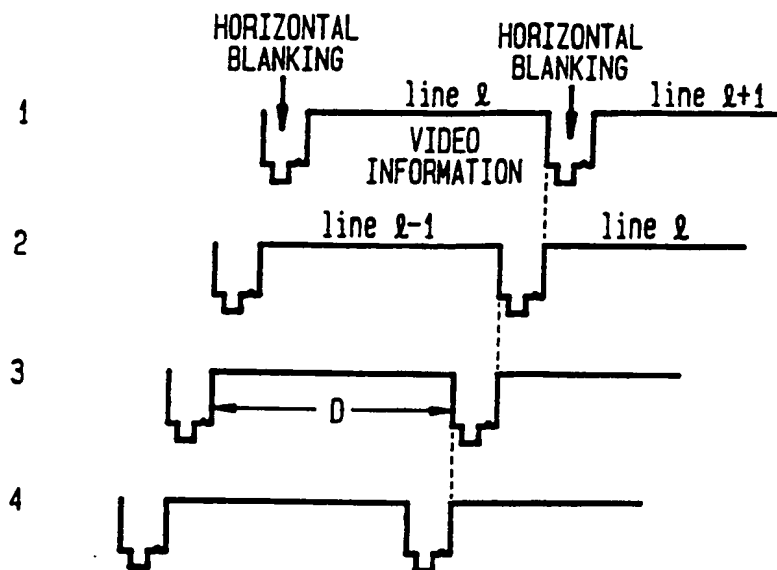 HORIZONTAL
BLANKING
HORIZONTAL
BLANKING
1
line ℓ
line ℓ+1
VIDEO
INFORMATION
2
line ℓ-1
line ℓ
3
D
4